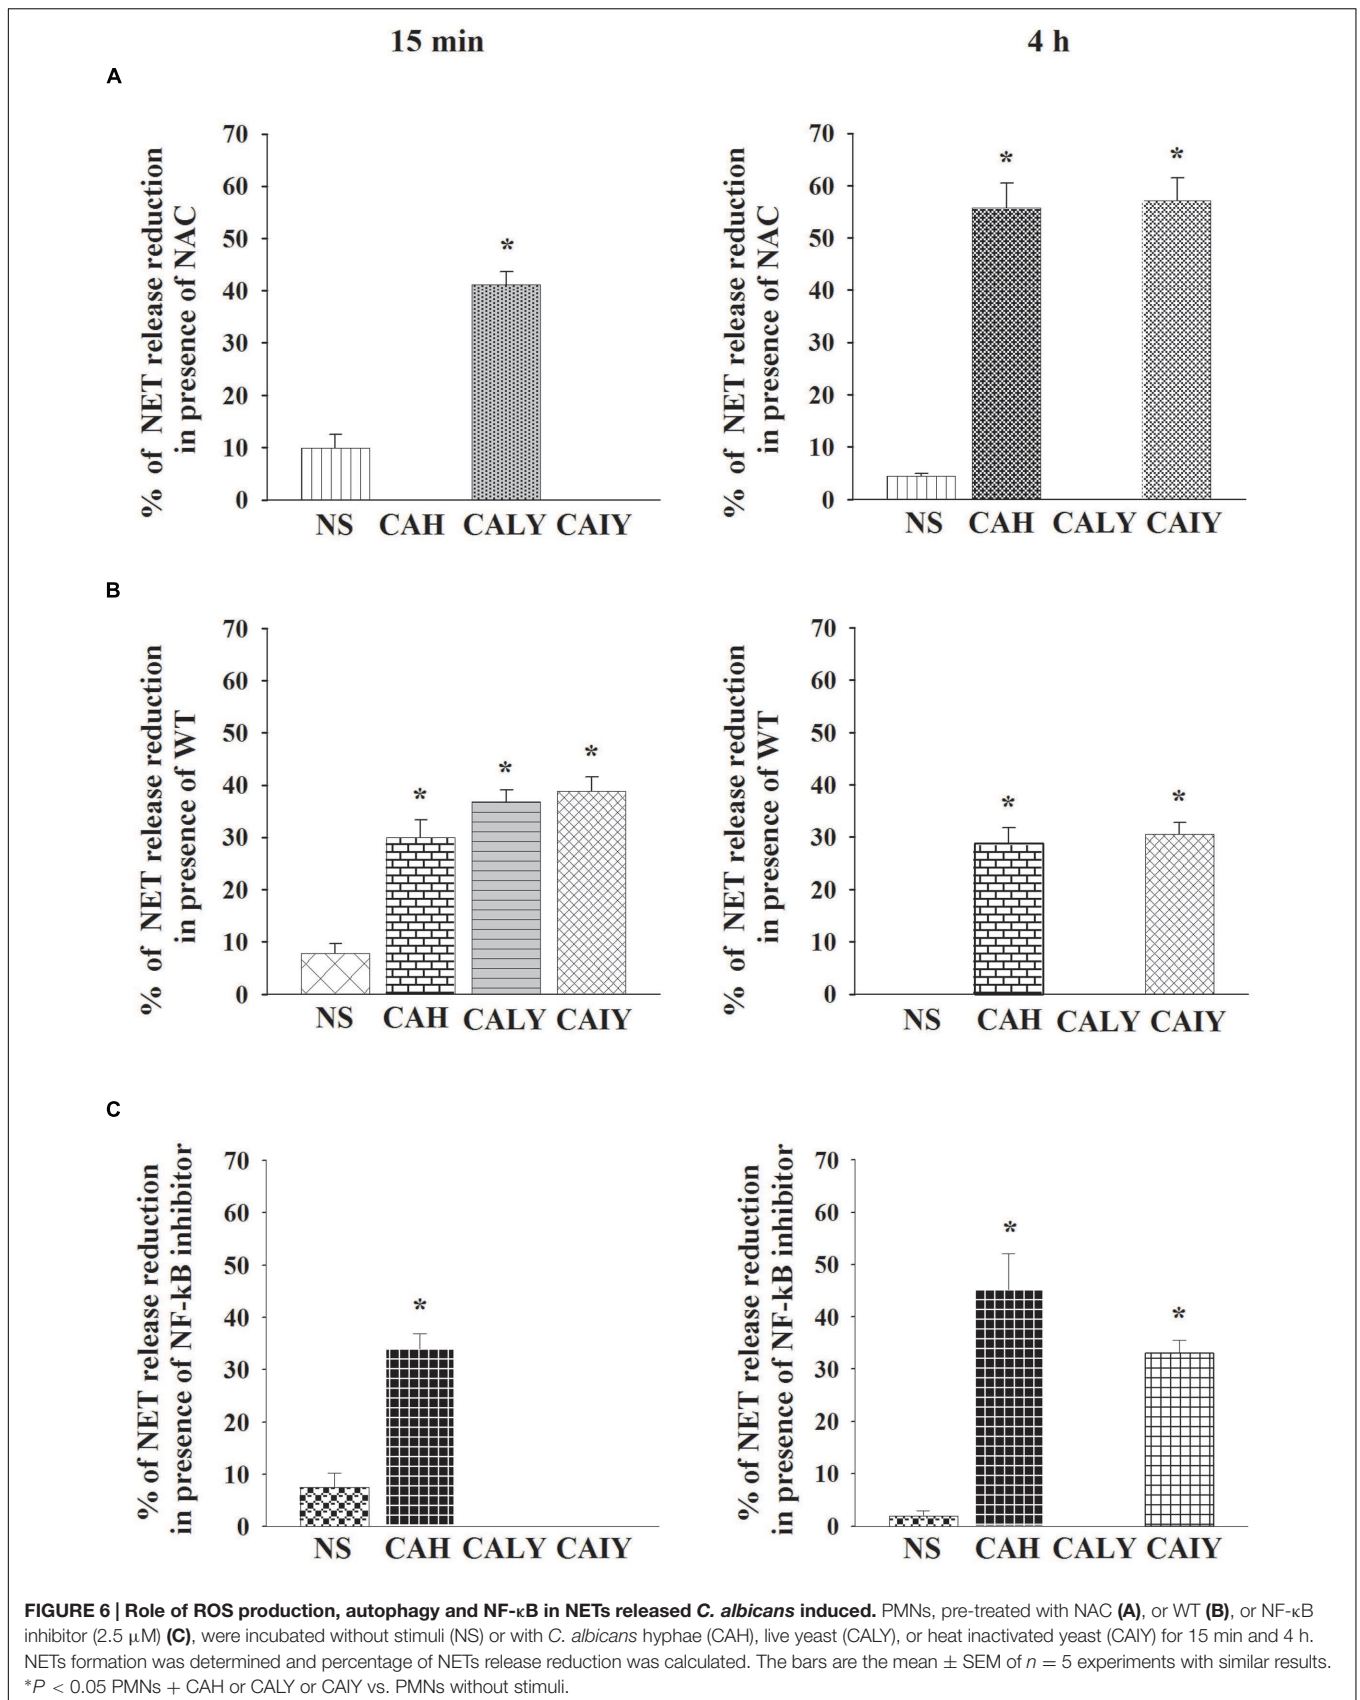 15 min 4 h
A
% of NET release reduction
in presence of NAC
70
60
50
40
30
20
10
0
*
NS CAH CALY CAIY
% of NET release reduction
in presence of NAC
70
60
50
40
30
20
10
0
* *
NS CAH CALY CAIY
B
% of NET release reduction
in presence of WT
70
60
50
40
30
20
10
0
* * *
NS CAH CALY CAIY
% of NET release reduction
in presence of WT
70
60
50
40
30
20
10
0
* *
NS CAH CALY CAIY
C
% of NET release reduction
in presence of NF-kB inhibitor
70
60
50
40
30
20
10
0
*
NS CAH CALY CAIY
% of NET release reduction
in presence of NF-kB inhibitor
70
60
50
40
30
20
10
0
* *
NS CAH CALY CAIY
FIGURE 6 | Role of ROS production, autophagy and NF-κB in NETs released C. albicans induced. PMNs, pre-treated with NAC (A), or WT (B), or NF-κB
inhibitor (2.5 μM) (C), were incubated without stimuli (NS) or with C. albicans hyphae (CAH), live yeast (CALY), or heat inactivated yeast (CAIY) for 15 min and 4 h.
NETs formation was determined and percentage of NETs release reduction was calculated. The bars are the mean ± SEM of n = 5 experiments with similar results.
*P < 0.05 PMNs + CAH or CALY or CAIY vs. PMNs without stimuli.